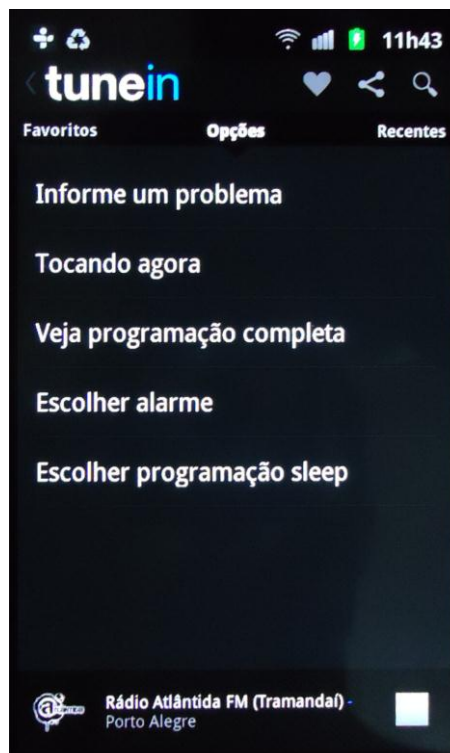 11h43
tunein
Favoritos Opções Recentes
Informe um problema
Tocando agora
Veja programação completa
Escolher alarme
Escolher programação sleep
Rádio Atlântida FM (Tramandaí) -
Porto Alegre